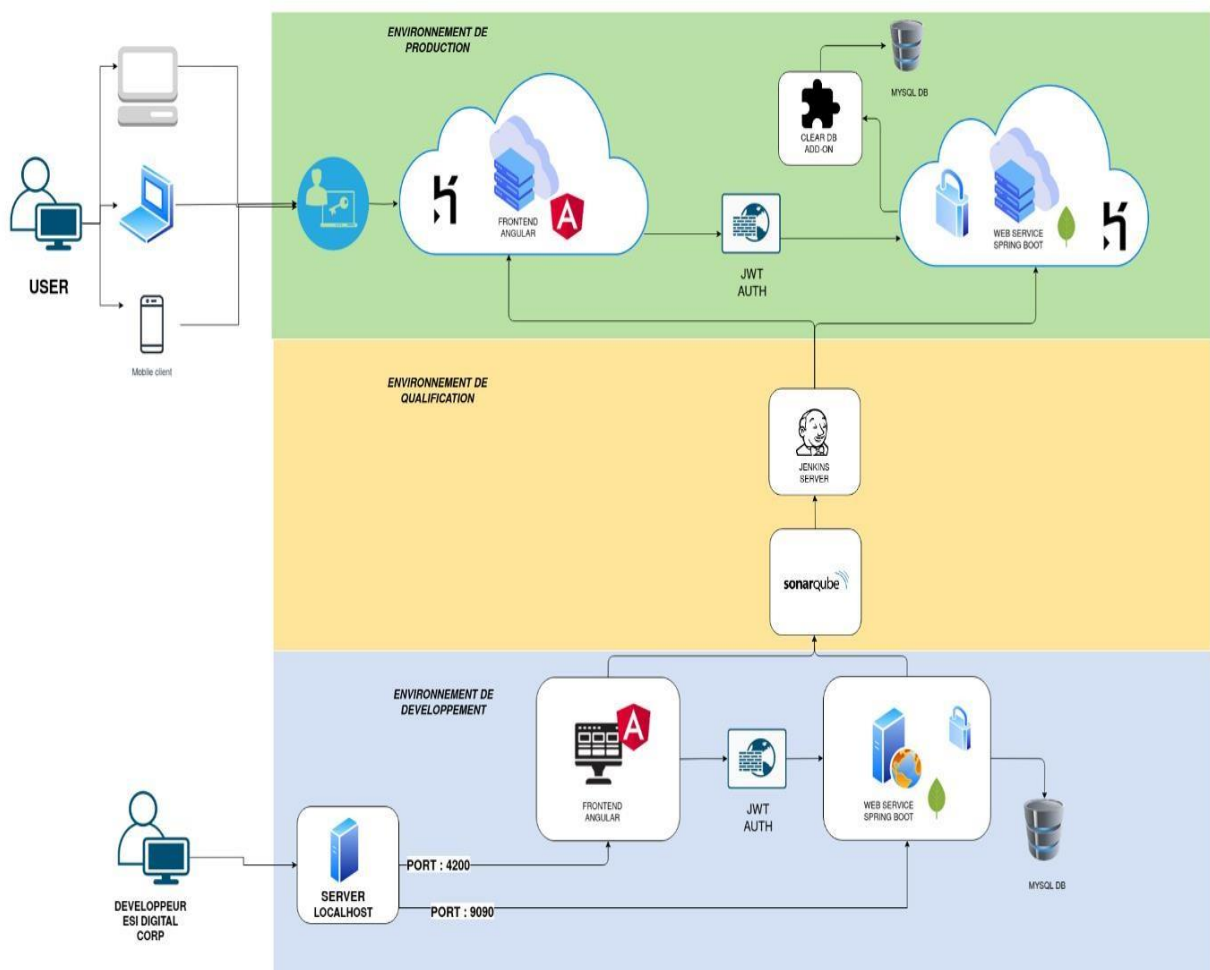 ENVIRONNEMENT DE
PRODUCTION
MYSQL DB
CLEAR DB
ADD-ON
FRONTEND
ANGULAR
WEB SERVICE
SPRING BOOT
USER
JWT
AUTH
Mobile client
ENVIRONNEMENT DE
QUALIFICATION
JENKINS
SERVER
sonarqube
ENVIRONNEMENT DE
DEVELOPPEMENT
FRONTEND
ANGULAR
JWT
AUTH
WEB SERVICE
SPRING BOOT
MYSQL DB
SERVER
LOCALHOST
PORT : 4200
PORT : 9090
DEVELOPPEUR
ESI DIGITAL
CORP